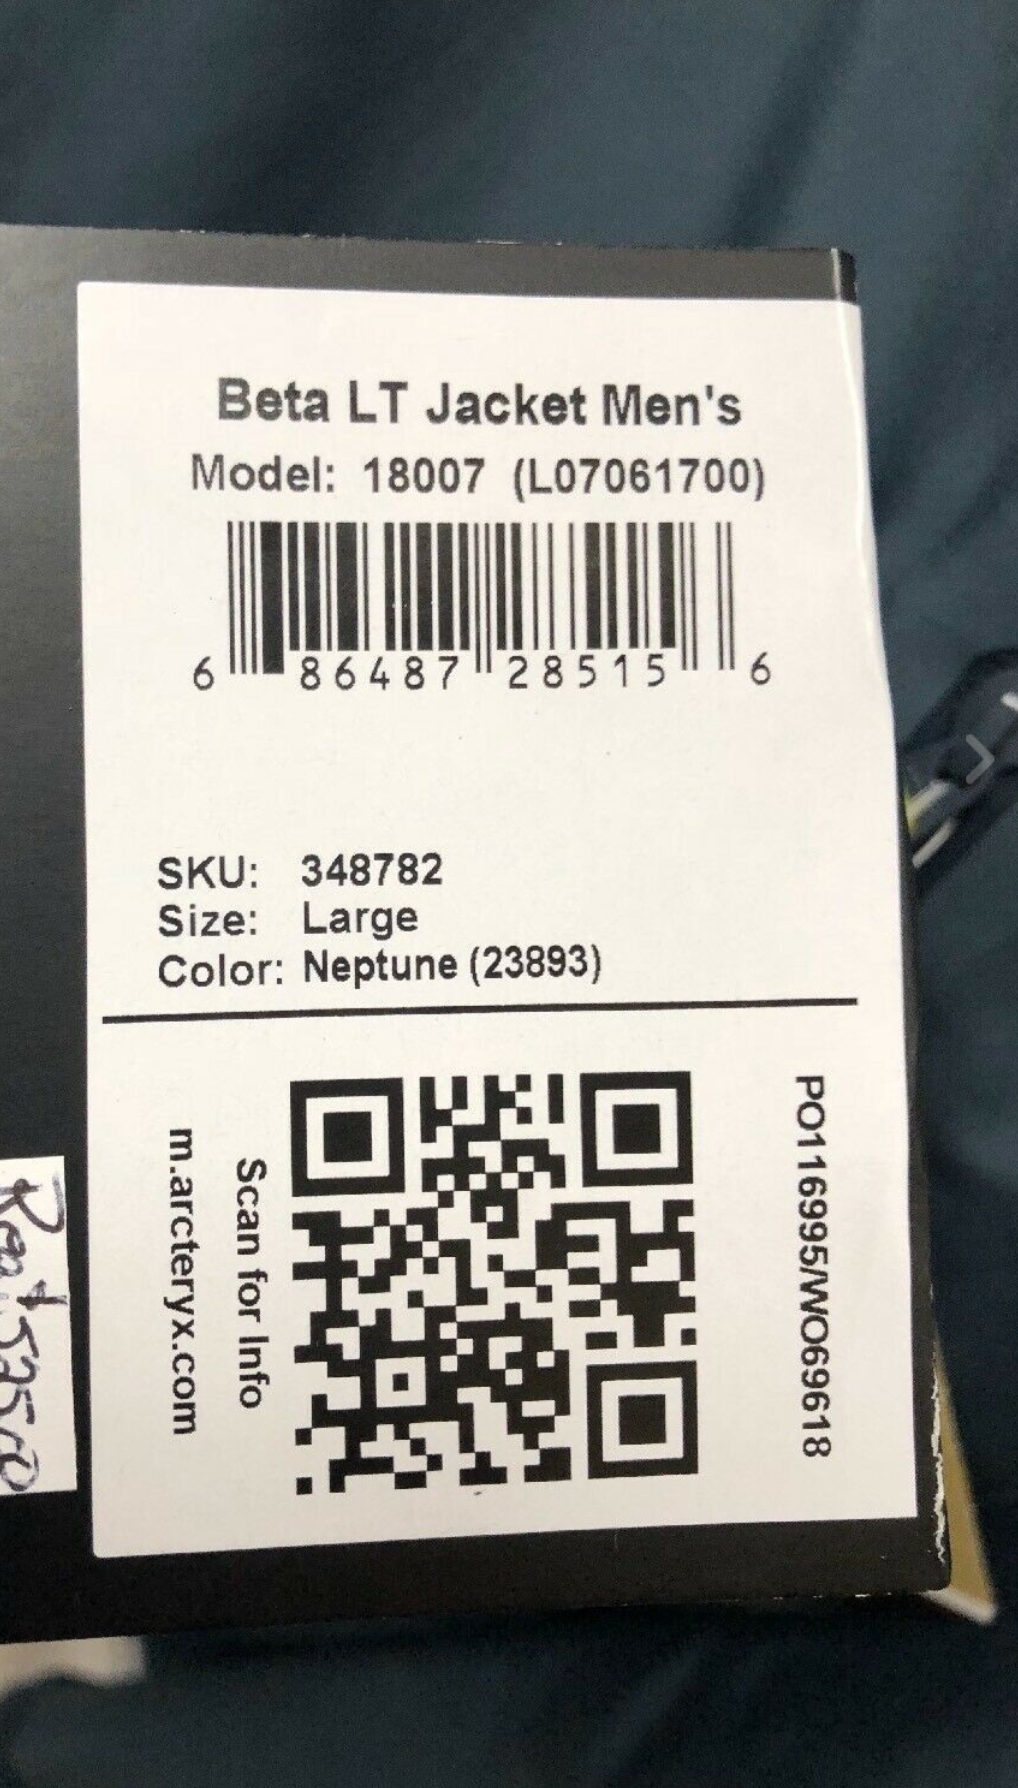 Beta LT Jacket Men's
Model: 18007 (L07061700)
6 86487 28515 6
SKU: 348782
Size: Large
Color: Neptune (23893)
PO116995/WO69618
Scan for Info
m.arcteryx.com